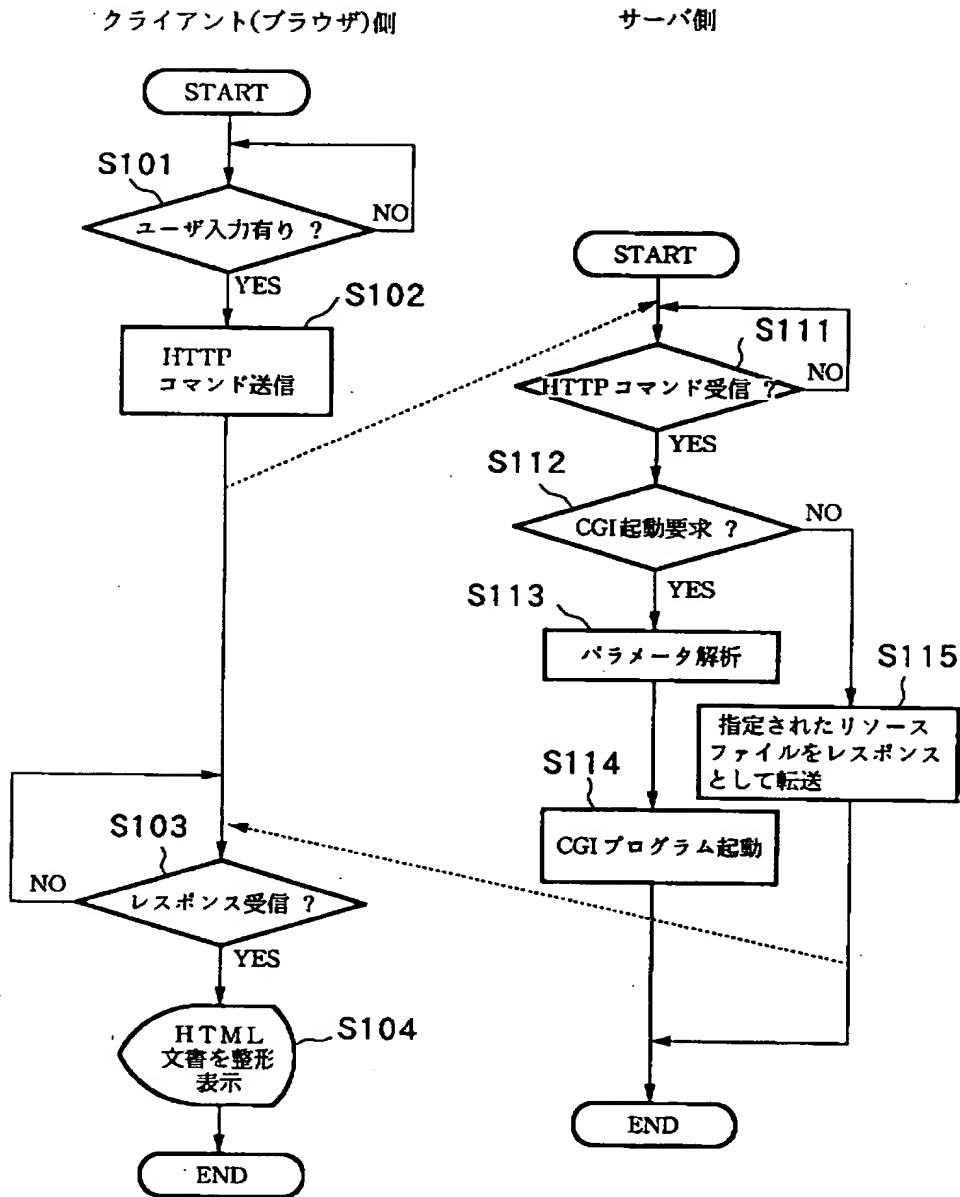 クライアント(ブラウザ)側
START
S101
ユーザ入力有り ?
NO
YES
S102
HTTP
コマンド送信
S103
NO
レスポンス受信 ?
YES
S104
HTML
文書を整形
表示
END
サーバ側
START
S111
HTTPコマンド受信 ?
NO
YES
S112
CGI起動要求 ?
NO
YES
S113
パラメータ解析
S115
指定されたリソース
ファイルをレスポンス
として転送
S114
CGIプログラム起動
END